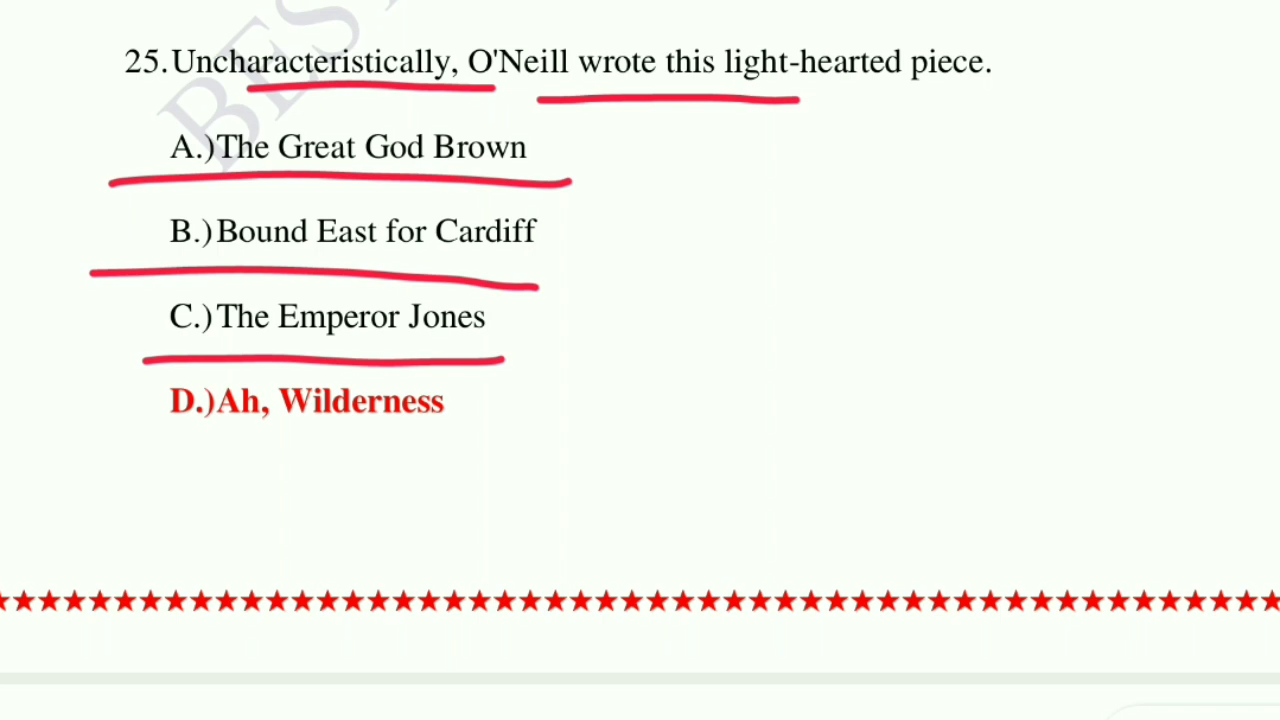 25. Uncharacteristically, O'Neill wrote this light-hearted piece.
A.) The Great God Brown
B.) Bound East for Cardiff
C.) The Emperor Jones
D.) Ah, Wilderness